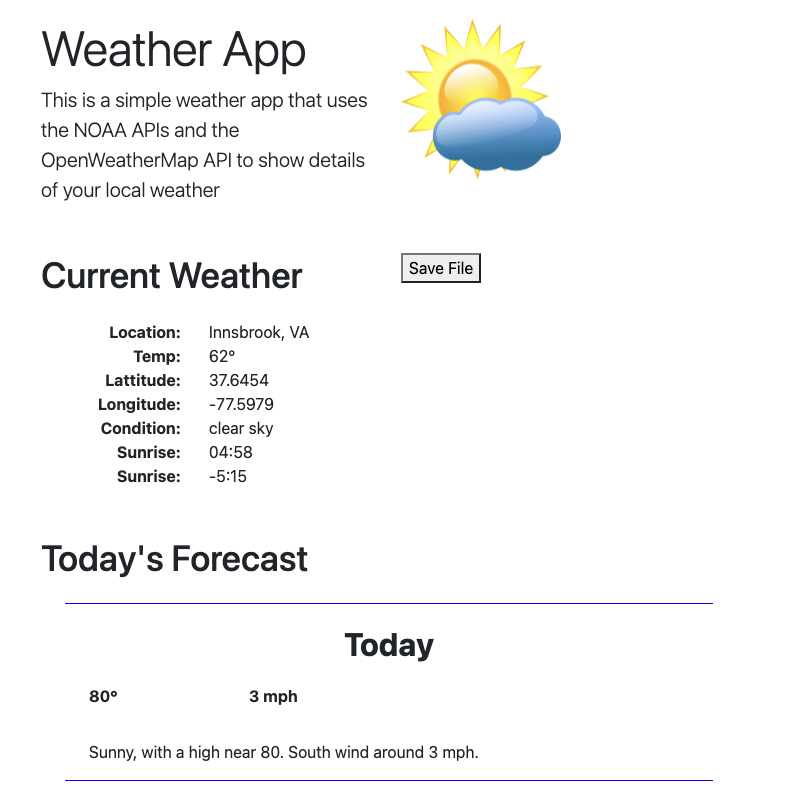 Weather App
This is a simple weather app that uses
the NOAA APIs and the
OpenWeatherMap API to show details
of your local weather
Current Weather
Save File
Location: Innsbrook, VA
Temp: 62°
Lattitude: 37.6454
Longitude: -77.5979
Condition: clear sky
Sunrise: 04:58
Sunrise: -5:15
Today's Forecast
Today
80° 3 mph
Sunny, with a high near 80. South wind around 3 mph.